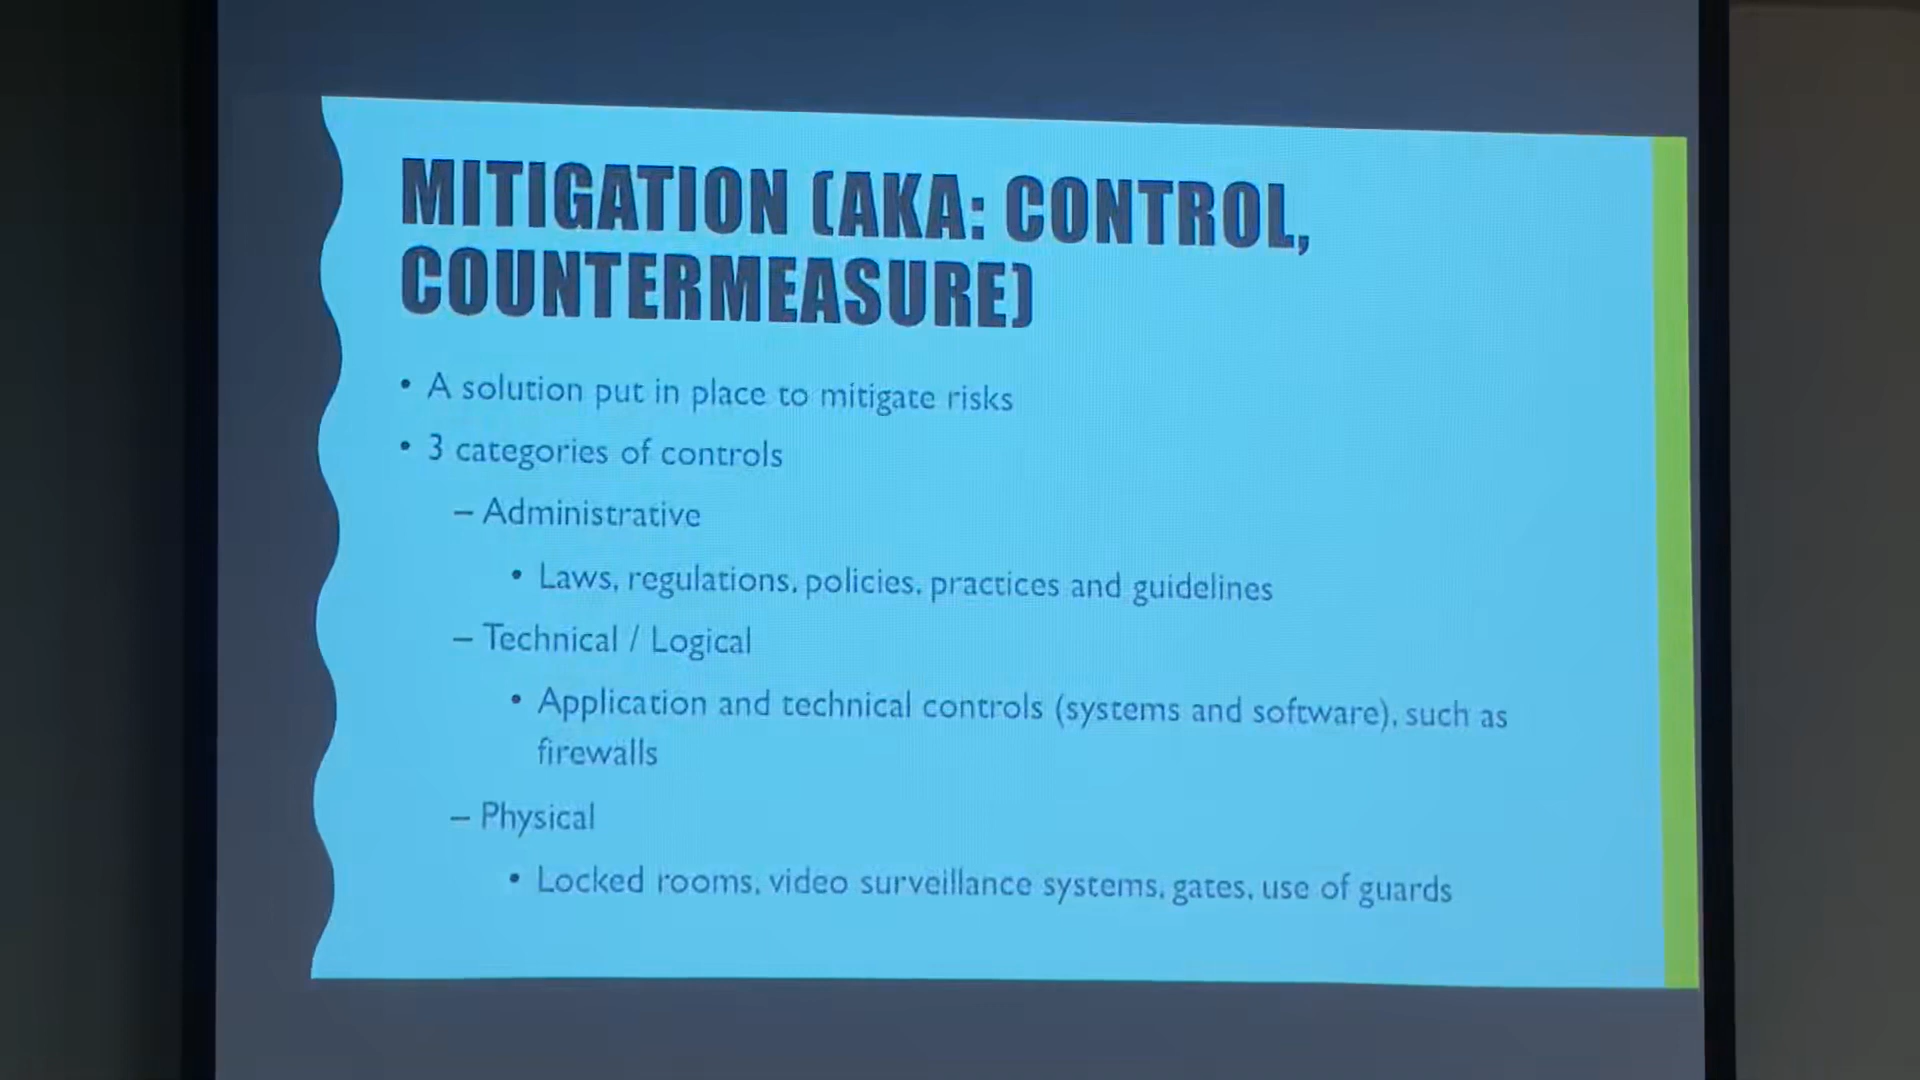 MITIGATION (AKA: CONTROL,
COUNTERMEASURE)
• A solution put in place to mitigate risks
• 3 categories of controls
– Administrative
• Laws, regulations, policies, practices and guidelines
– Technical / Logical
• Application and technical controls (systems and software), such as
firewalls
– Physical
• Locked rooms, video surveillance systems, gates, use of guards